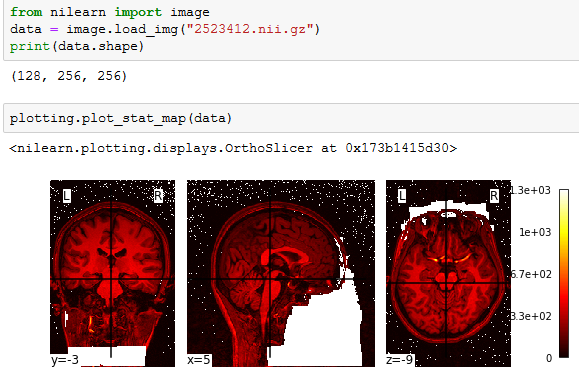 from nilearn import image
data = image.load_img("2523412.nii.gz")
print(data.shape)
(128, 256, 256)
plotting.plot_stat_map(data)
<nilearn.plotting.displays.OrthoSlicer at 0x173b1415d30>
L R L R
1.3e+03
1e+03
6.7e+02
3.3e+02
0
y=-3 x=5 z=-9